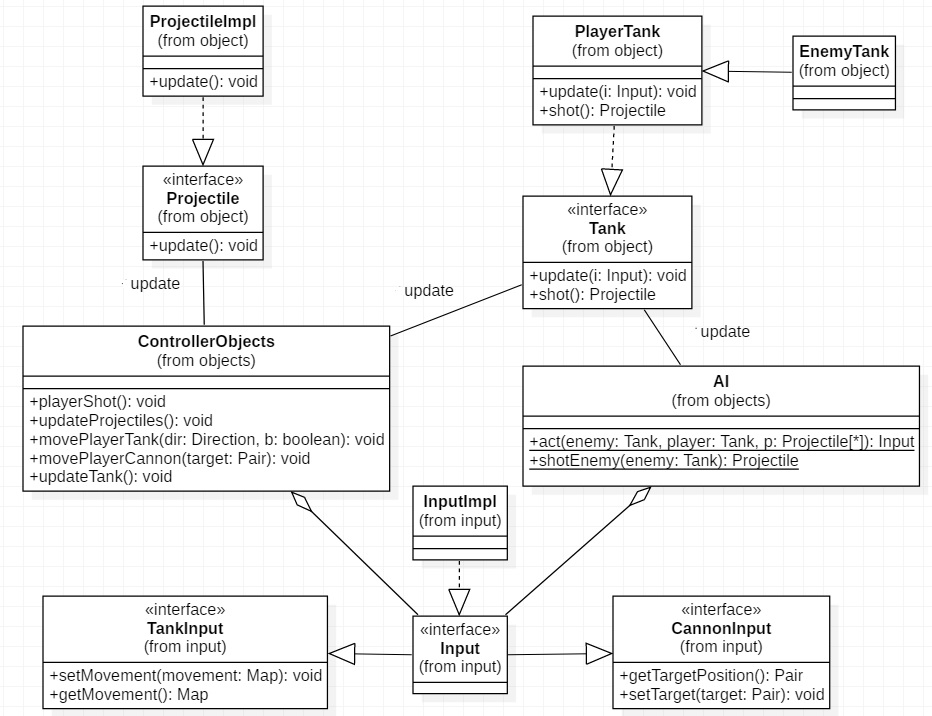 ProjectileImpl
(from object)
+update(): void
PlayerTank
(from object)
+update(i: Input): void
+shot(): Projectile
EnemyTank
(from object)
«interface»
Projectile
(from object)
+update(): void
«interface»
Tank
(from object)
+update(i: Input): void
+shot(): Projectile
update
update
update
ControllerObjects
(from objects)
+playerShot(): void
+updateProjectiles(): void
+movePlayerTank(dir: Direction, b: boolean): void
+movePlayerCannon(target: Pair): void
+updateTank(): void
AI
(from objects)
+act(enemy: Tank, player: Tank, p: Projectile[*]): Input
+shotEnemy(enemy: Tank): Projectile
InputImpl
(from input)
«interface»
TankInput
(from input)
+setMovement(movement: Map): void
+getMovement(): Map
«interface»
Input
(from input)
«interface»
CannonInput
(from input)
+getTargetPosition(): Pair
+setTarget(target: Pair): void